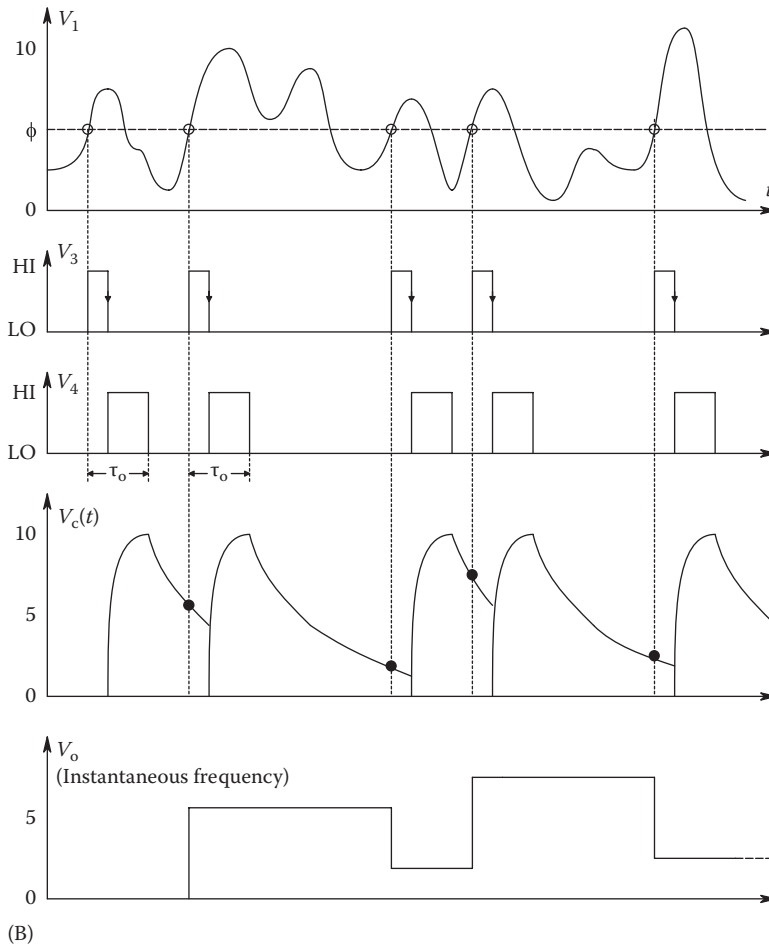 V1
10
ϕ
0
t
V3
HI
LO
V4
HI
LO
τo τo
Vc(t)
10
5
0
Vo
(Instantaneous frequency)
5
0
(B)